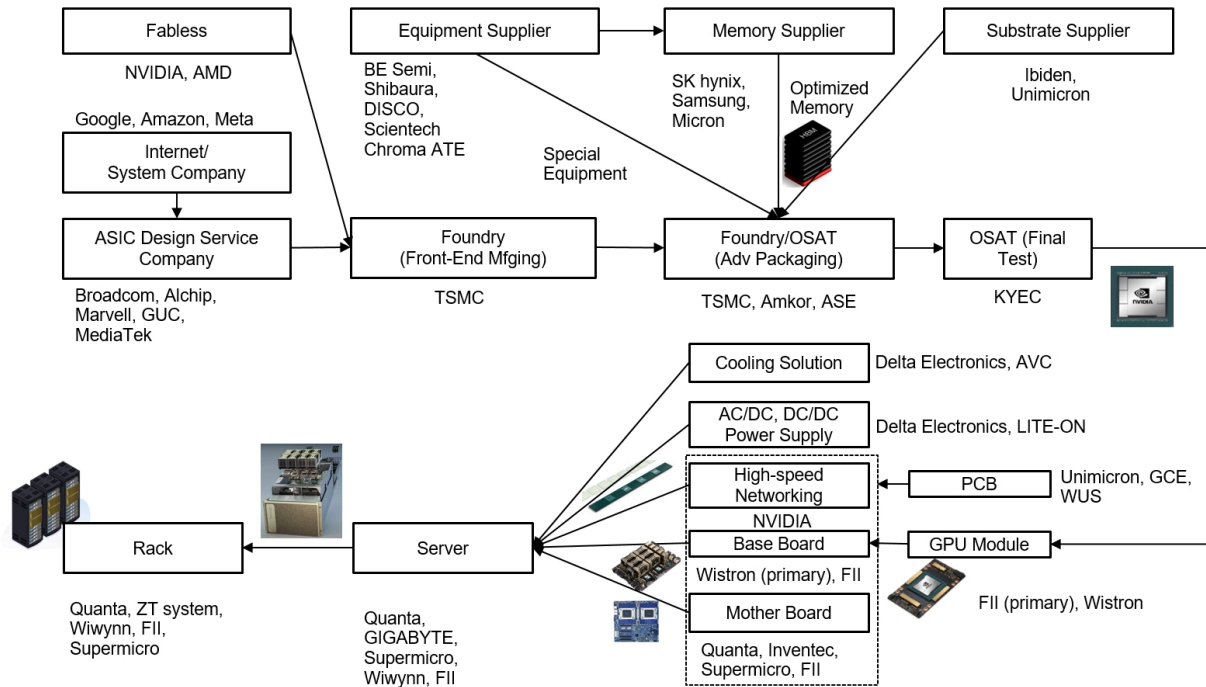 Fabless
NVIDIA, AMD
Google, Amazon, Meta
Internet/
System Company
ASIC Design Service
Company
Broadcom, Alchip,
Marvell, GUC,
MediaTek
Equipment Supplier
BE Semi,
Shibaura,
DISCO,
Scientech
Chroma ATE
Special
Equipment
Foundry
(Front-End Mfging)
TSMC
Memory Supplier
SK hynix,
Samsung,
Micron
Optimized
Memory
HBM
Foundry/OSAT
(Adv Packaging)
TSMC, Amkor, ASE
Substrate Supplier
Ibiden,
Unimicron
OSAT (Final
Test)
KYEC
NVIDIA
Cooling Solution
Delta Electronics, AVC
AC/DC, DC/DC
Power Supply
Delta Electronics, LITE-ON
High-speed
Networking
NVIDIA
PCB
Unimicron, GCE,
WUS
Base Board
Wistron (primary), FII
GPU Module
FII (primary), Wistron
Mother Board
Quanta, Inventec,
Supermicro, FII
Server
Quanta,
GIGABYTE,
Supermicro,
Wiwynn, FII
Rack
Quanta, ZT system,
Wiwynn, FII,
Supermicro